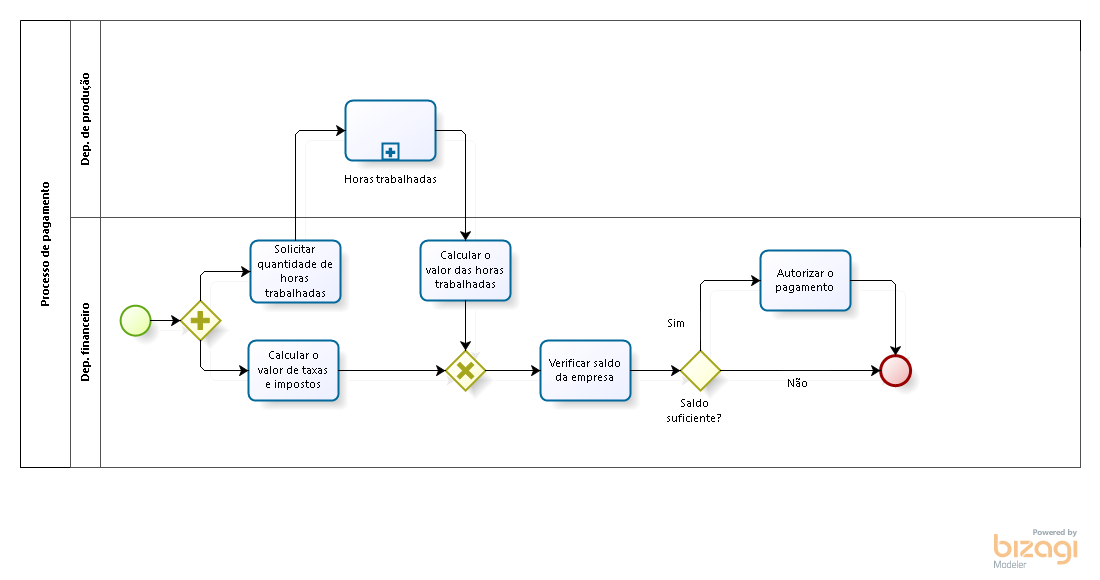 Processo de pagamento
Dep. de produção
Horas trabalhadas
Dep. financeiro
Solicitar
quantidade de
horas
trabalhadas
Calcular o
valor das horas
trabalhadas
Calcular o
valor de taxas
e impostos
Verificar saldo
da empresa
Sim
Saldo
suficiente?
Autorizar o
pagamento
Não
Powered by
bizagi
Modeler